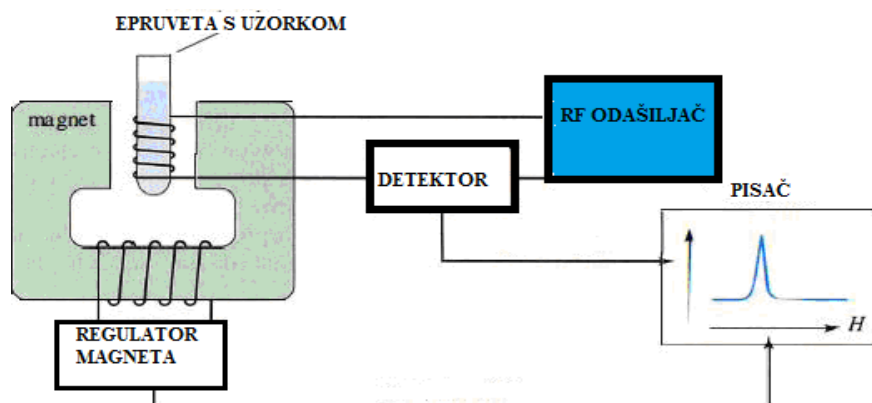 EPRUVETA S UZORKOM
magnet
RF ODAŠILJAČ
DETEKTOR
PISAČ
H
REGULATOR
MAGNETA